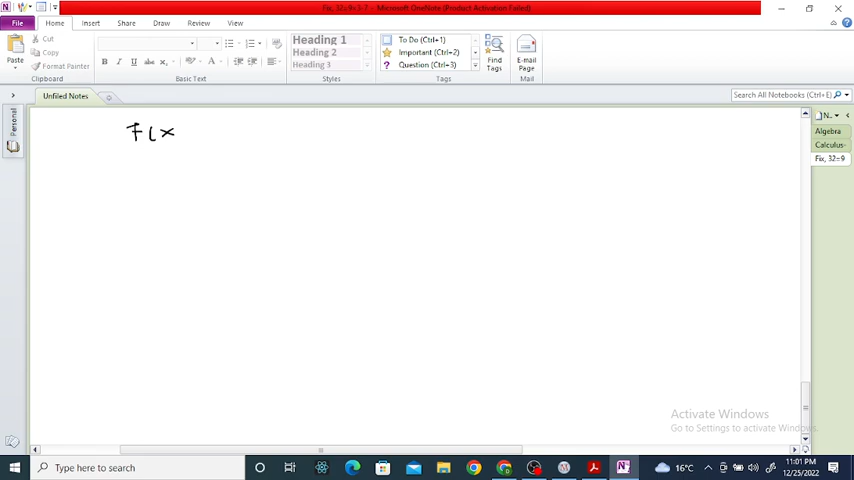 Fix, 32=9×3-7 - Microsoft OneNote (Product Activation Failed)
File Home Insert Share Draw Review View
Paste Cut Copy Format Painter
Clipboard
B I U abc x A
Basic Text
Heading 1
Heading 2
Heading 3
Styles
To Do (Ctrl+1)
Important (Ctrl+2)
Question (Ctrl+3)
Tags
Find Tags
E-mail Page
Mail
Unfiled Notes
Search All Notebooks (Ctrl+E)
Personal
N..
Algebra
Calculus-
Fix, 32=9
F(x
Activate Windows
Go to Settings to activate Windows.
Type here to search
16°C
11:01 PM
12/25/2022